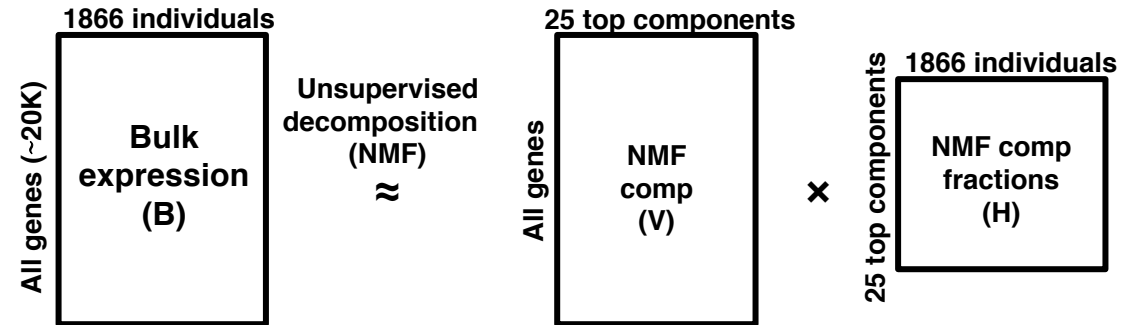 1866 individuals
All genes (~20K)
Bulk
expression
(B)
Unsupervised
decomposition
(NMF)
≈
25 top components
All genes
NMF
comp
(V)
×
1866 individuals
25 top components
NMF comp
fractions
(H)